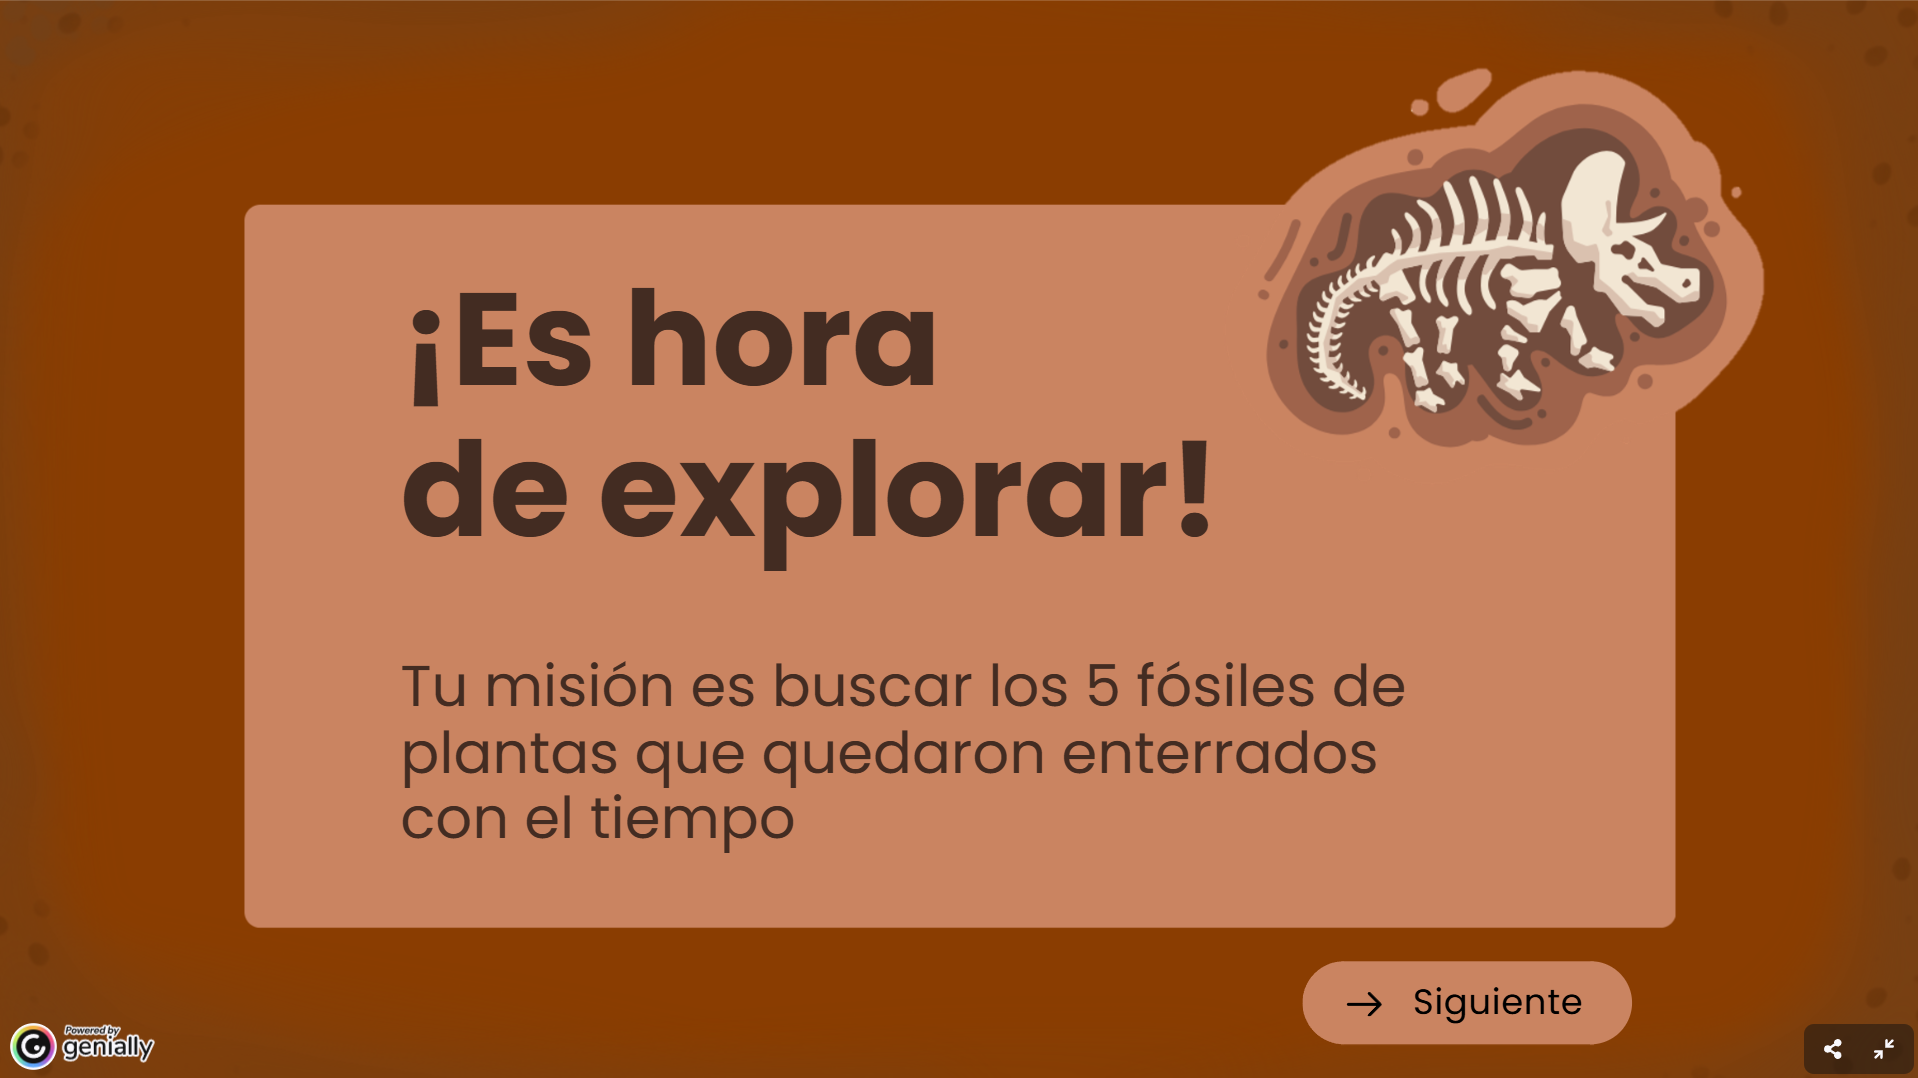 ¡Es hora
de explorar!
Tu misión es buscar los 5 fósiles de
plantas que quedaron enterrados
con el tiempo
Siguiente
Powered by
genially